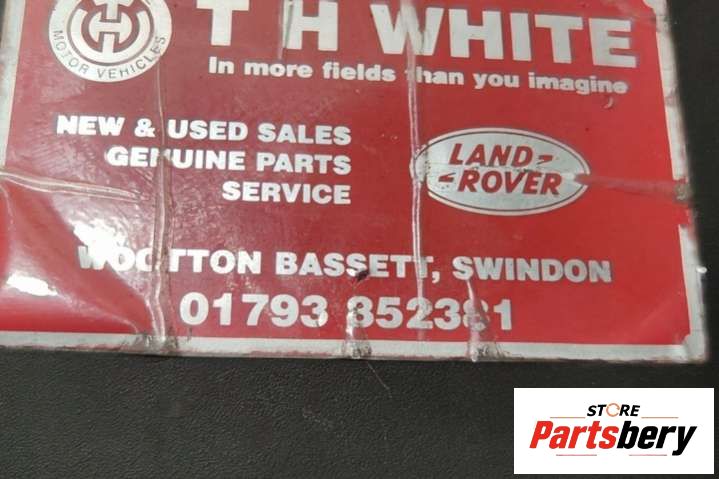 T H WHITE
MOTOR VEHICLES
In more fields than you imagine
NEW & USED SALES
GENUINE PARTS
SERVICE
LAND
ROVER
WOOTTON BASSETT, SWINDON
01793 852381
STORE
Partsbery